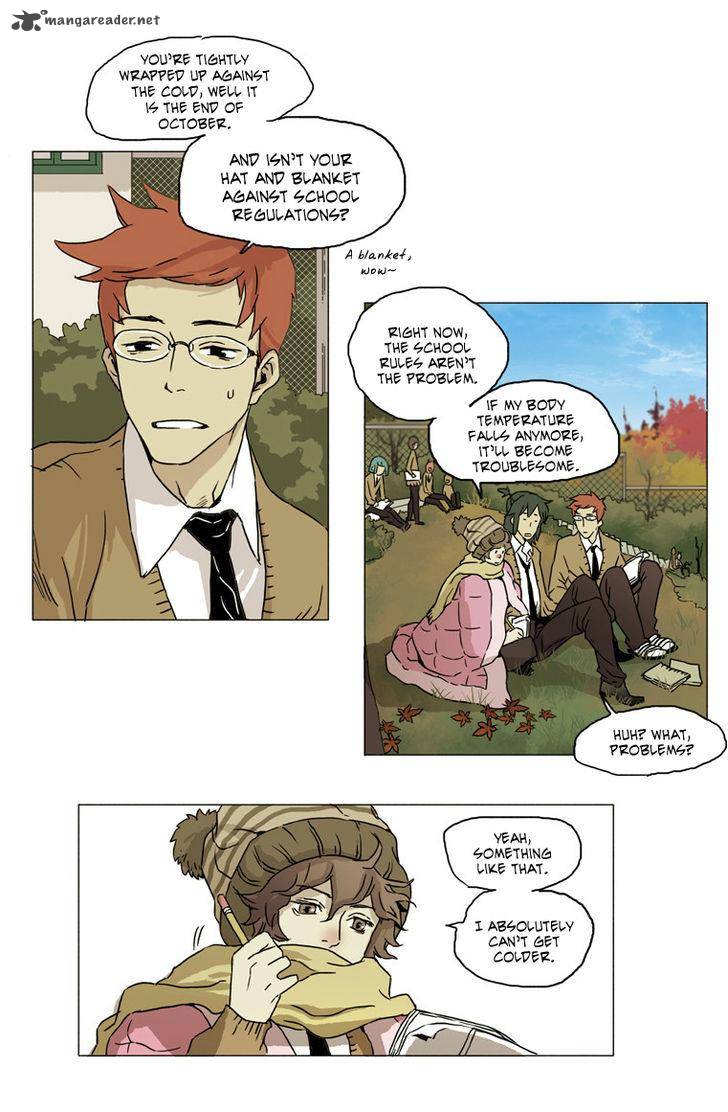 mangareader.net
YOU'RE TIGHTLY
WRAPPED UP AGAINST
THE COLD, WELL IT
IS THE END OF
OCTOBER.
AND ISN'T YOUR
HAT AND BLANKET
AGAINST SCHOOL
REGULATIONS?
A blanket,
wow~
RIGHT NOW,
THE SCHOOL
RULES AREN'T
THE PROBLEM.
IF MY BODY
TEMPERATURE
FALLS ANYMORE,
IT'LL BECOME
TROUBLESOME.
HUH? WHAT,
PROBLEMS?
YEAH,
SOMETHING
LIKE THAT.
I ABSOLUTELY
CAN'T GET
COLDER.